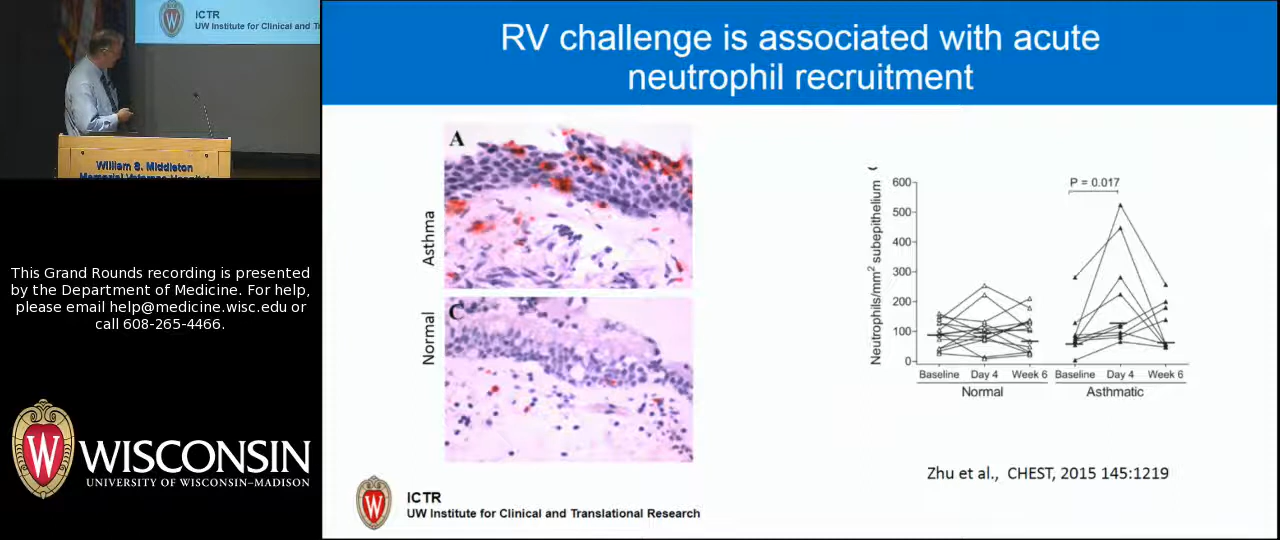 ICTR
UW Institute for Clinical and Tr
William S. Middleton
Memorial Veterans Hospital
This Grand Rounds recording is presented
by the Department of Medicine. For help,
please email help@medicine.wisc.edu or
call 608-265-4466.
W
WISCONSIN
UNIVERSITY OF WISCONSIN–MADISON
RV challenge is associated with acute
neutrophil recruitment
A
Asthma
C
Normal
Neutrophils/mm² subepithelium
600
500
400
300
200
100
0
P = 0.017
Baseline Day 4 Week 6 Baseline Day 4 Week 6
Normal Asthmatic
Zhu et al., CHEST, 2015 145:1219
W
ICTR
UW Institute for Clinical and Translational Research